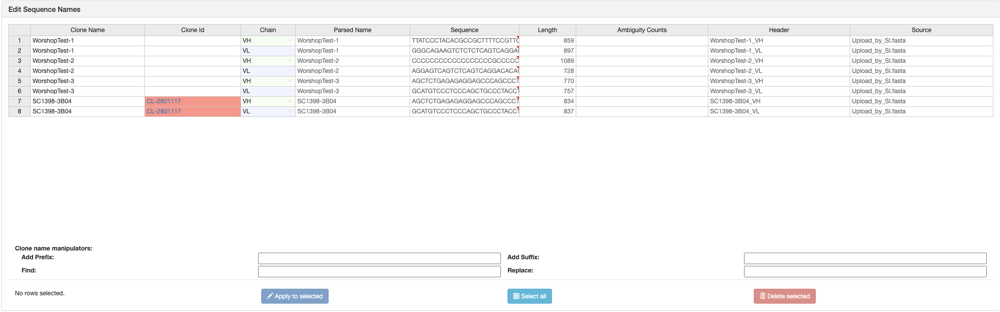 Edit Sequence Names
Clone Name Clone Id Chain Parsed Name Sequence Length Ambiguity Counts Header Source
1 WorshopTest-1 VH WorshopTest-1 TTATCCCTACACGCCGCTTTTCCGTTC 859 WorshopTest-1_VH Upload_by_SI.fasta
2 WorshopTest-1 VL WorshopTest-1 GGGCAGAAGTCTCTCTCAGTCAGGA 897 WorshopTest-1_VL Upload_by_SI.fasta
3 WorshopTest-2 VH WorshopTest-2 CCCCCCCCCCCCCCCCCCGCCCCC 1089 WorshopTest-2_VH Upload_by_SI.fasta
4 WorshopTest-2 VL WorshopTest-2 AGGAGTCAGTCTCAGTCAGGACACA 728 WorshopTest-2_VL Upload_by_SI.fasta
5 WorshopTest-3 VH WorshopTest-3 AGCTCTGAGAGAGGAGCCCAGCCCT 770 WorshopTest-3_VH Upload_by_SI.fasta
6 WorshopTest-3 VL WorshopTest-3 GCATGTCCCTCCCAGCTGCCCTACCT 757 WorshopTest-3_VL Upload_by_SI.fasta
7 SC1398-3B04 CL-2801117 VH SC1398-3B04 AGCTCTGAGAGAGGAGCCCAGCCCT 834 SC1398-3B04_VH Upload_by_SI.fasta
8 SC1398-3B04 CL-2801117 VL SC1398-3B04 GCATGTCCCTCCCAGCTGCCCTACCT 837 SC1398-3B04_VL Upload_by_SI.fasta
Clone name manipulators:
Add Prefix: Add Suffix:
Find: Replace:
No rows selected. Apply to selected Select all Delete selected